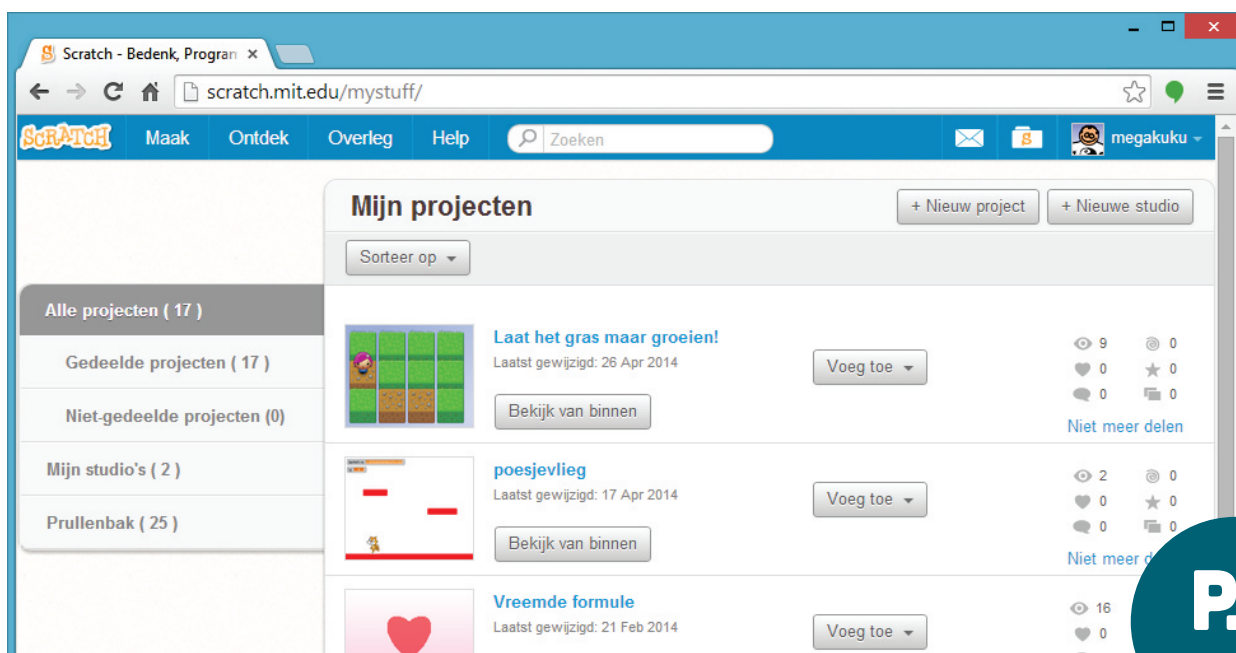 Scratch - Bedenk, Progran
scratch.mit.edu/mystuff/
SCRATCH Maak Ontdek Overleg Help Zoeken megakuku
Mijn projecten + Nieuw project + Nieuwe studio
Sorteer op
Alle projecten ( 17 )
Gedeelde projecten ( 17 )
Niet-gedeelde projecten (0)
Mijn studio's ( 2 )
Prullenbak ( 25 )
Laat het gras maar groeien!
Laatst gewijzigd: 26 Apr 2014
Bekijk van binnen
Voeg toe
9 0
0 0
0 0
Niet meer delen
poesjevlieg
Laatst gewijzigd: 17 Apr 2014
Bekijk van binnen
Voeg toe
2 0
0 0
0 0
Niet meer
Vreemde formule
Laatst gewijzigd: 21 Feb 2014
Voeg toe
16
0
P.